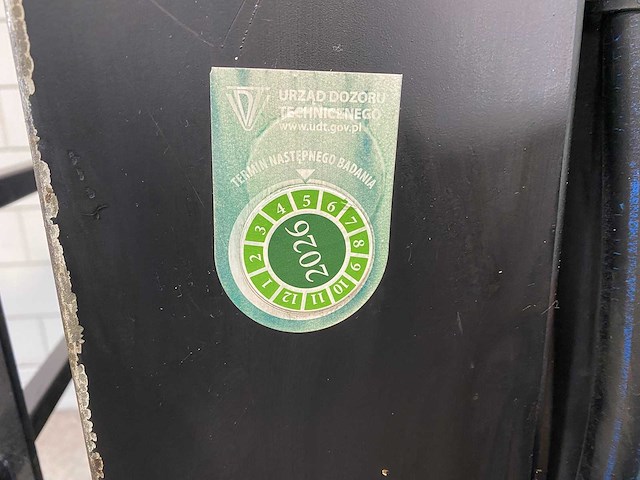 URZĄD DOZORU
TECHNICZNEGO
www.udt.gov.pl
TERMIN NASTĘPNEGO BADANIA
1 2 3 4 5 6 7 8 9 10 11 12
2026